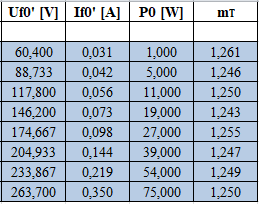 Uf0' [V] If0' [A] P0 [W] mT
60,400 0,031 1,000 1,261
88,733 0,042 5,000 1,246
117,800 0,056 11,000 1,250
146,200 0,073 19,000 1,243
174,667 0,098 27,000 1,255
204,933 0,144 39,000 1,247
233,867 0,219 54,000 1,249
263,700 0,350 75,000 1,250